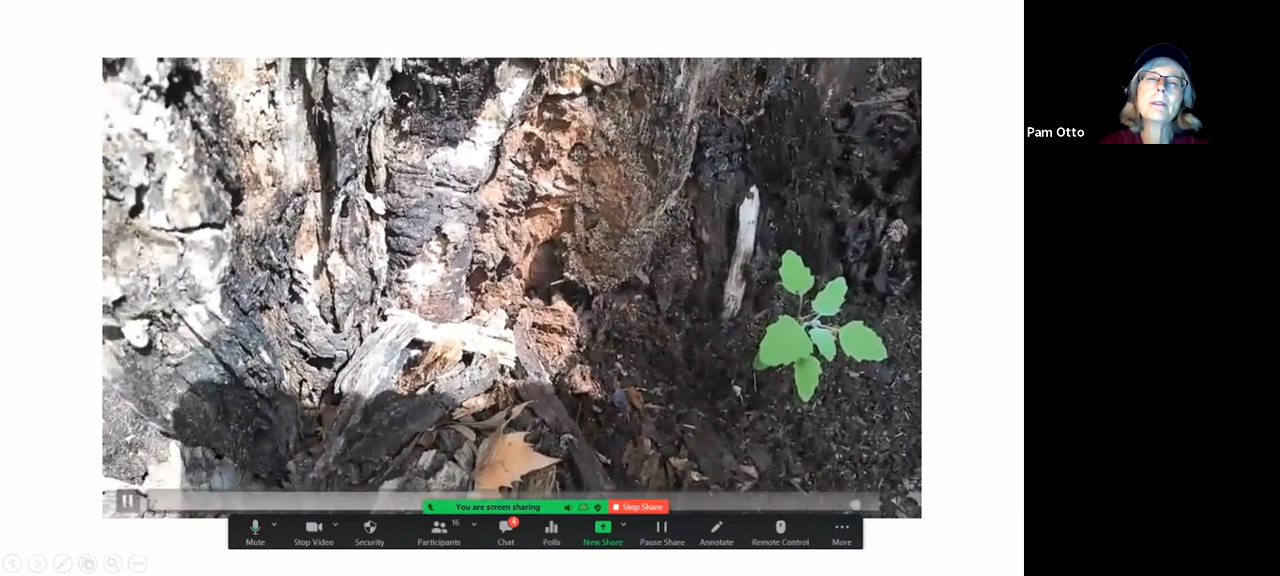 Pam Otto
You are screen sharing
Stop Share
Mute
Stop Video
Security
Participants
16
Chat
4
Polls
New Share
Pause Share
Annotate
Remote Control
More